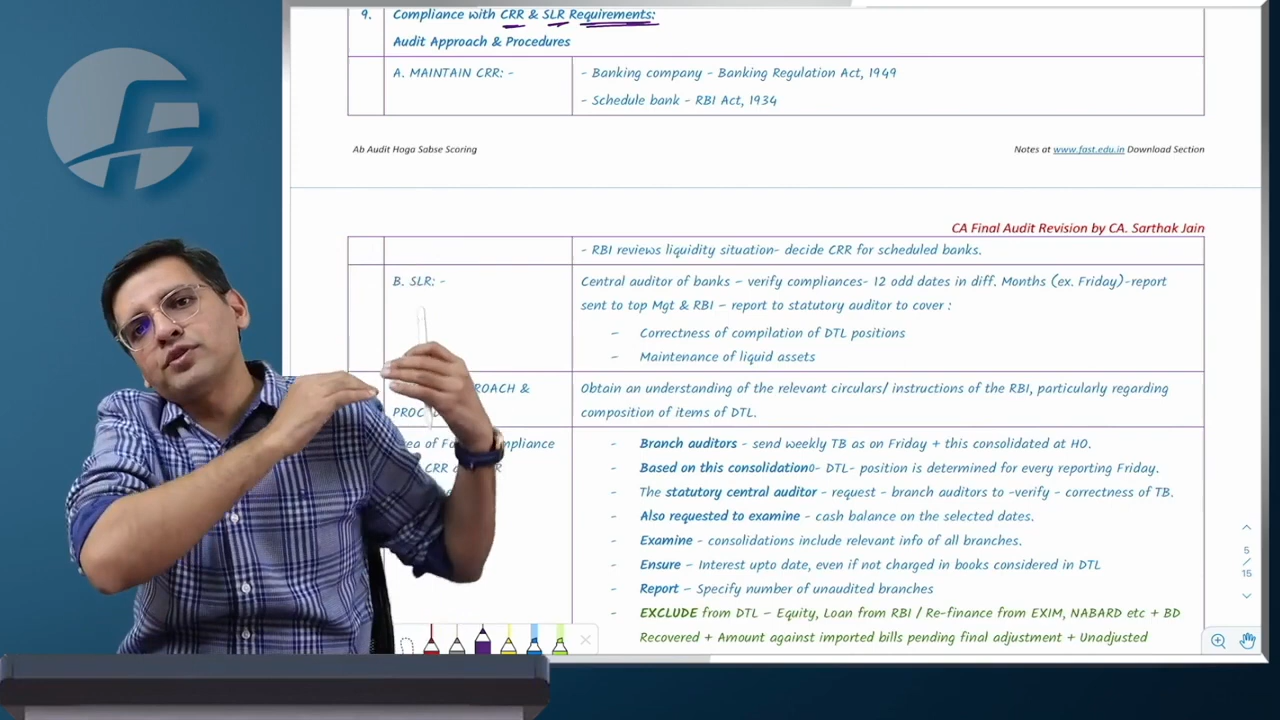 9. Compliance with CRR & SLR Requirements:
Audit Approach & Procedures
A. MAINTAIN CRR: - - Banking company - Banking Regulation Act, 1949
- Schedule bank - RBI Act, 1934
Ab Audit Hoga Sabse Scoring Notes at www.fast.edu.in Download Section
CA Final Audit Revision by CA. Sarthak Jain
- RBI reviews liquidity situation- decide CRR for scheduled banks.
B. SLR: - Central auditor of banks – verify compliances- 12 odd dates in diff. Months (ex. Friday)-report
sent to top Mgt & RBI – report to statutory auditor to cover :
– Correctness of compilation of DTL positions
– Maintenance of liquid assets
& Obtain an understanding of the relevant circulars/ instructions of the RBI, particularly regarding
composition of items of DTL.
- Branch auditors - send weekly TB as on Friday + this consolidated at HO.
- Based on this consolidation0- DTL- position is determined for every reporting Friday.
- The statutory central auditor - request - branch auditors to -verify - correctness of TB.
- Also requested to examine - cash balance on the selected dates.
- Examine - consolidations include relevant info of all branches.
- Ensure – Interest upto date, even if not charged in books considered in DTL
- Report – Specify number of unaudited branches
- EXCLUDE from DTL – Equity, Loan from RBI / Re-finance from EXIM, NABARD etc + BD
Recovered + Amount against imported bills pending final adjustment + Unadjusted
5
/
15